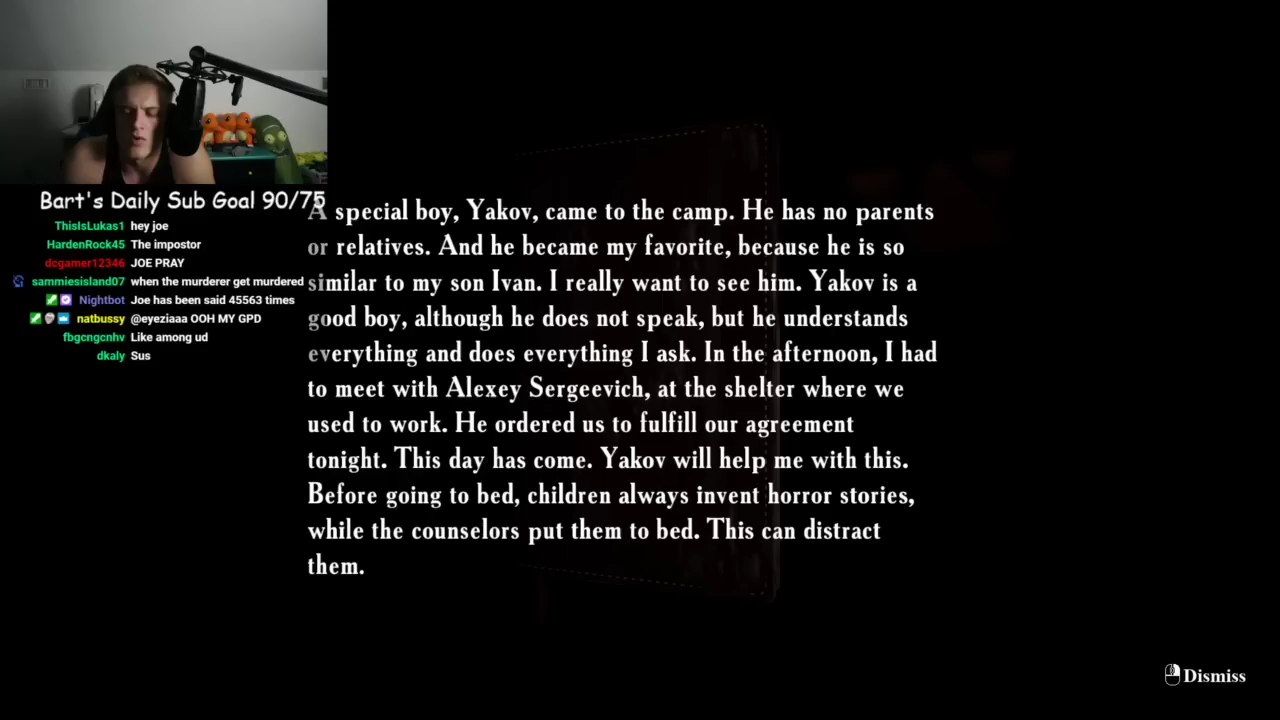 Bart's Daily Sub Goal 90/75
ThisIsLukas1 hey joe
HardenRock45 The impostor
dcgamer12346 JOE PRAY
sammiesisland07 when the murderer get murdered
Nightbot Joe has been said 45563 times
natbussy @eyeziaaa OOH MY GPD
fbgcngcnhv Like among ud
dkaly Sus
A special boy, Yakov, came to the camp. He has no parents
or relatives. And he became my favorite, because he is so
similar to my son Ivan. I really want to see him. Yakov is a
good boy, although he does not speak, but he understands
everything and does everything I ask. In the afternoon, I had
to meet with Alexey Sergeevich, at the shelter where we
used to work. He ordered us to fulfill our agreement
tonight. This day has come. Yakov will help me with this.
Before going to bed, children always invent horror stories,
while the counselors put them to bed. This can distract
them.
Dismiss